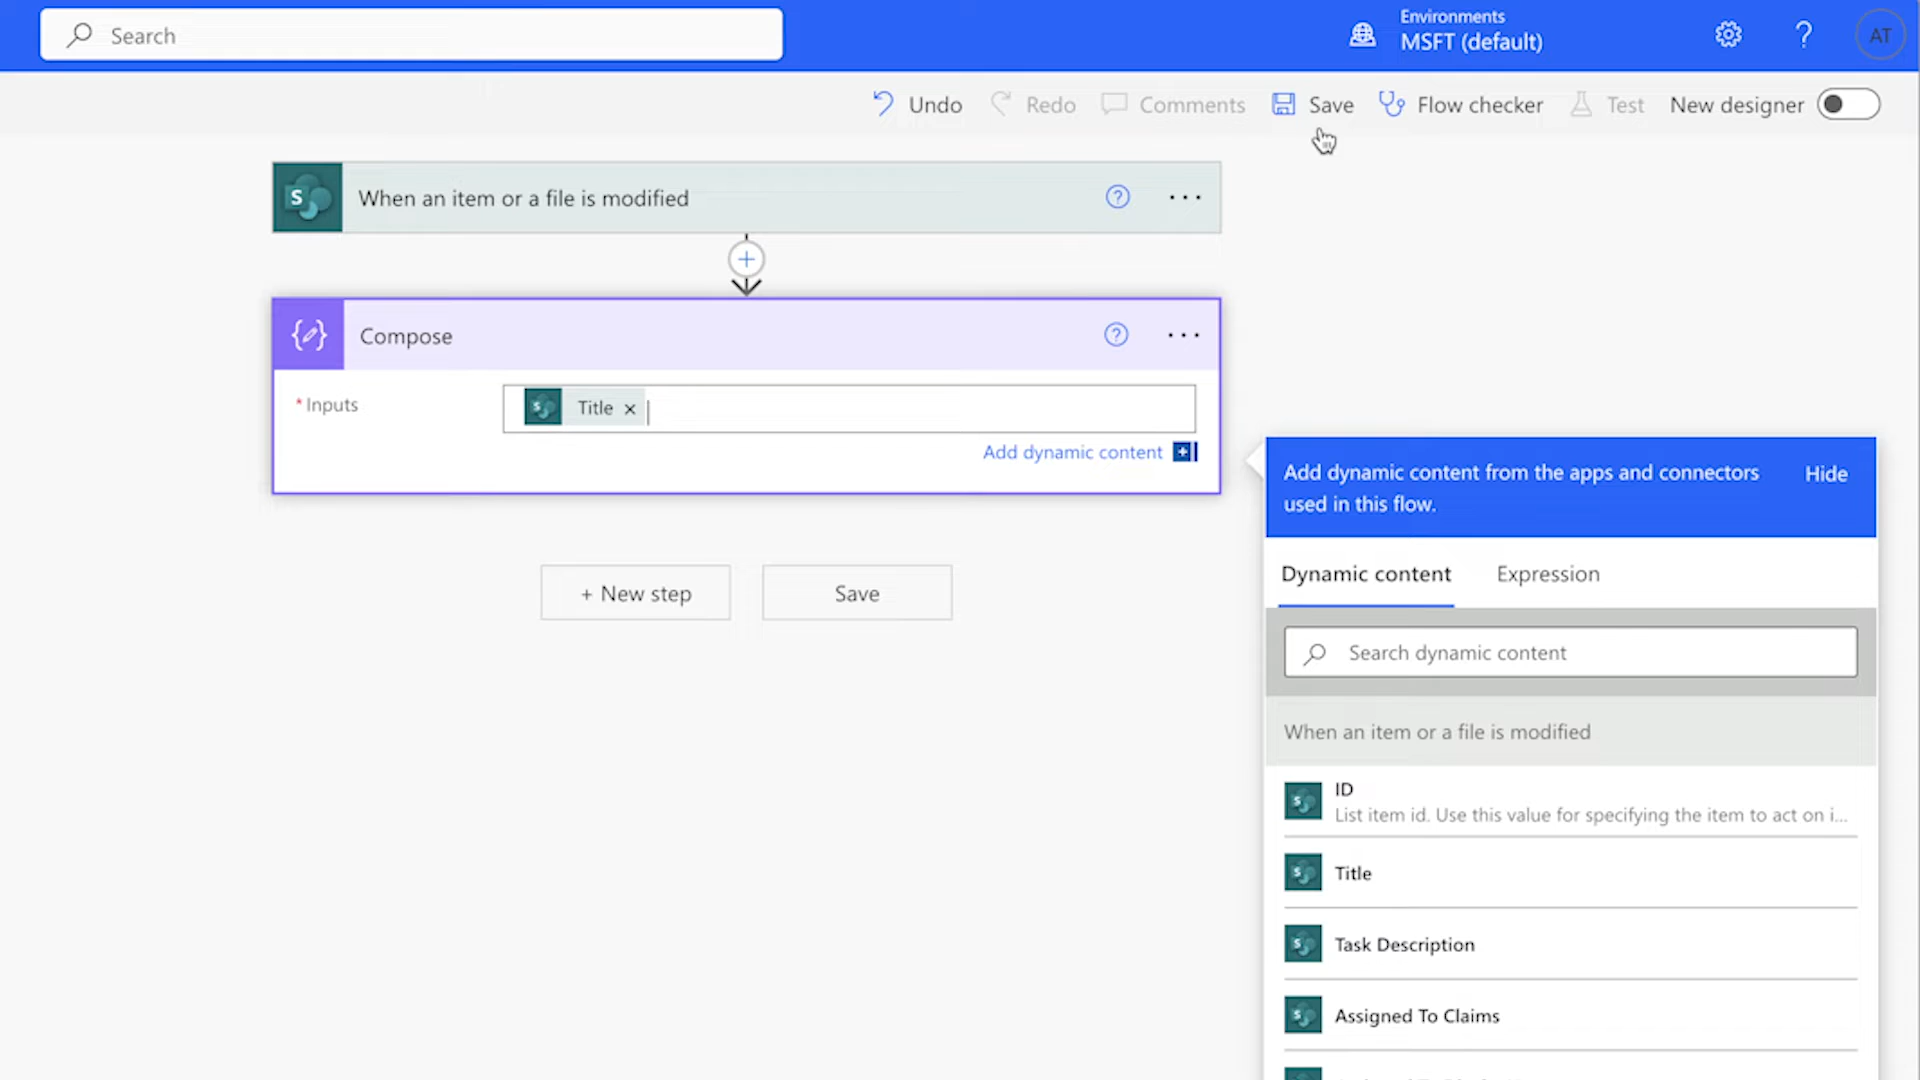 Search
Environments
MSFT (default)
AT
Undo
Redo
Comments
Save
Flow checker
Test
New designer
When an item or a file is modified
Compose
* Inputs
Title
Add dynamic content
+ New step
Save
Add dynamic content from the apps and connectors
used in this flow.
Hide
Dynamic content
Expression
Search dynamic content
When an item or a file is modified
ID
List item id. Use this value for specifying the item to act on i...
Title
Task Description
Assigned To Claims